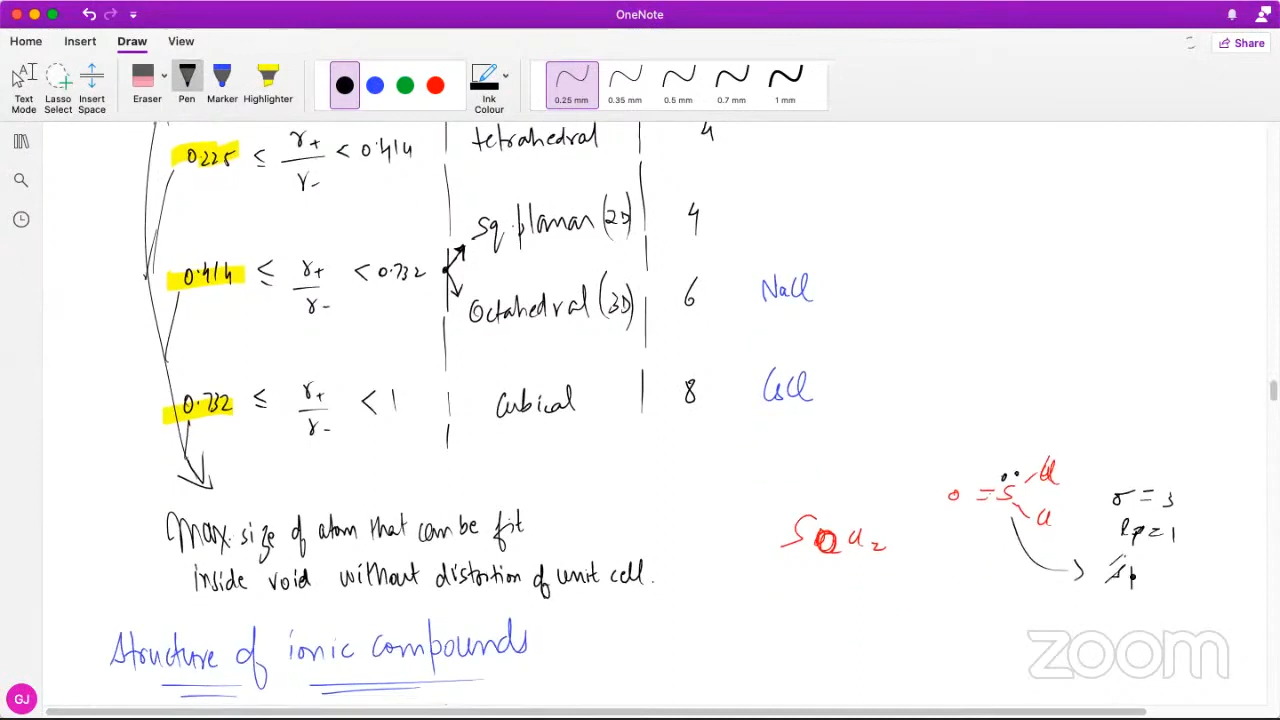 OneNote
Home Insert Draw View
Share
Text Mode
Lasso Select
Insert Space
Eraser
Pen
Marker
Highlighter
Ink Colour
0.25 mm
0.35 mm
0.5 mm
0.7 mm
1 mm
0.225 ≤ r+/r- < 0.414 tetrahedral 4
Sq. planar (2D) 4
0.414 ≤ r+/r- < 0.732
Octahedral (3D) 6 NaCl
0.732 ≤ r+/r- < 1 Cubical 8 CsCl
O = S Cl
Cl
σ = 3
lp = 1
sp
SOCl2
Max. size of atom that can be fit
inside void without distortion of unit cell.
Structure of ionic compounds
zoom
GJ